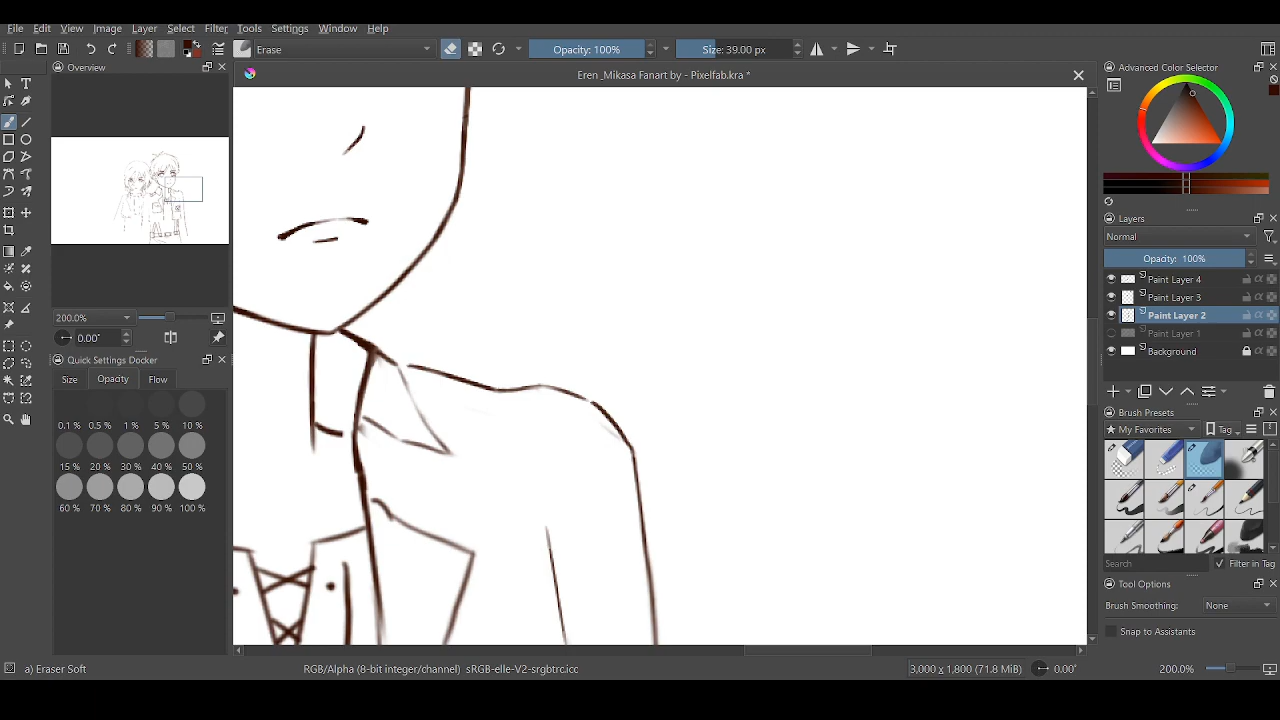 File Edit View Image Layer Select Filter Tools Settings Window Help
Erase Opacity: 100% Size: 39.00 px
Overview
Eren _Mikasa Fanart by - Pixelfab.kra *
Advanced Color Selector
Layers
Normal
Opacity: 100%
Paint Layer 4
Paint Layer 3
Paint Layer 2
Paint Layer 1
Background
200.0%
0.00°
Quick Settings Docker
Size Opacity Flow
0.1 % 0.5 % 1 % 5 % 10 %
15 % 20 % 30 % 40 % 50 %
60 % 70 % 80 % 90 % 100 %
Brush Presets
★ My Favorites Tag
Search Filter in Tag
Tool Options
Brush Smoothing: None
Snap to Assistants
a) Eraser Soft RGB/Alpha (8-bit integer/channel) sRGB-elle-V2-srgbtrc.icc 3,000 x 1,800 (71.8 MiB) 0.00° 200.0%